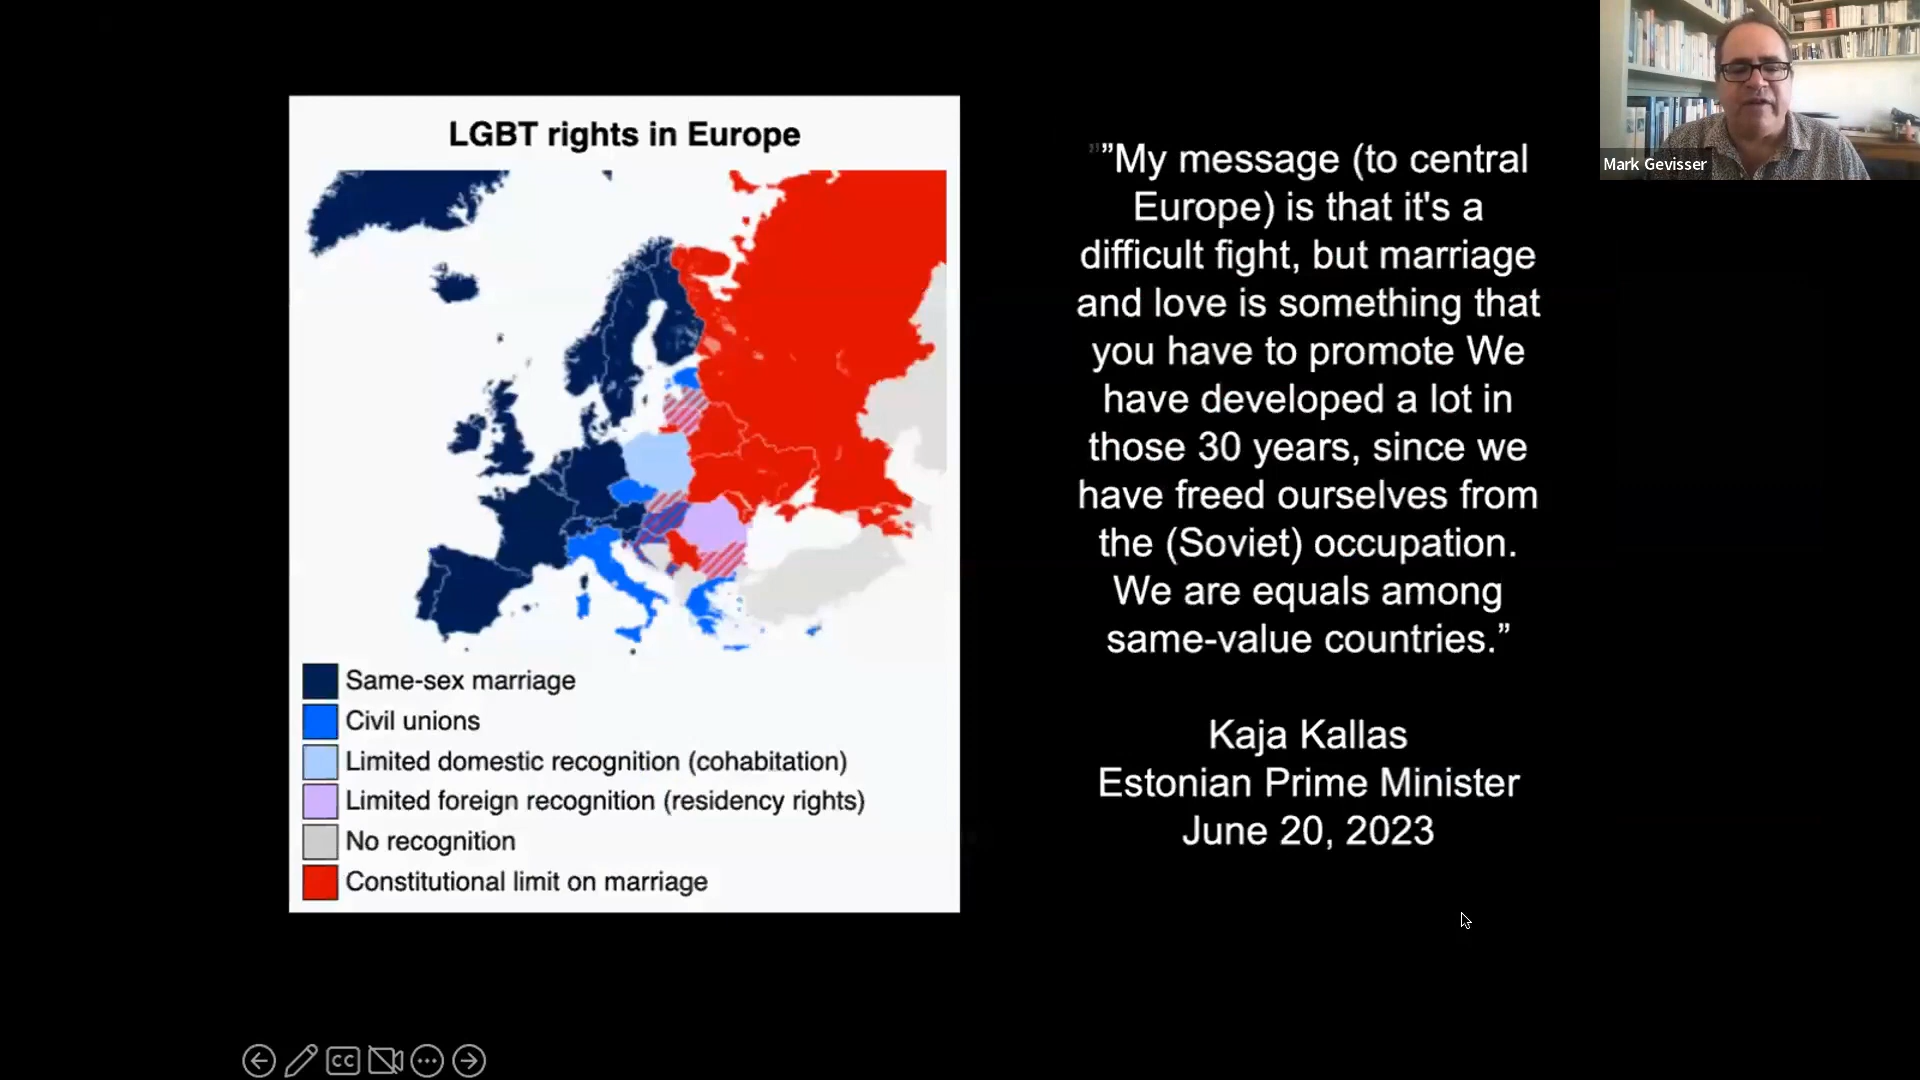 LGBT rights in Europe
Same-sex marriage
Civil unions
Limited domestic recognition (cohabitation)
Limited foreign recognition (residency rights)
No recognition
Constitutional limit on marriage
"”My message (to central
Europe) is that it's a
difficult fight, but marriage
and love is something that
you have to promote We
have developed a lot in
those 30 years, since we
have freed ourselves from
the (Soviet) occupation.
We are equals among
same-value countries.”
Kaja Kallas
Estonian Prime Minister
June 20, 2023
Mark Gevisser
CC